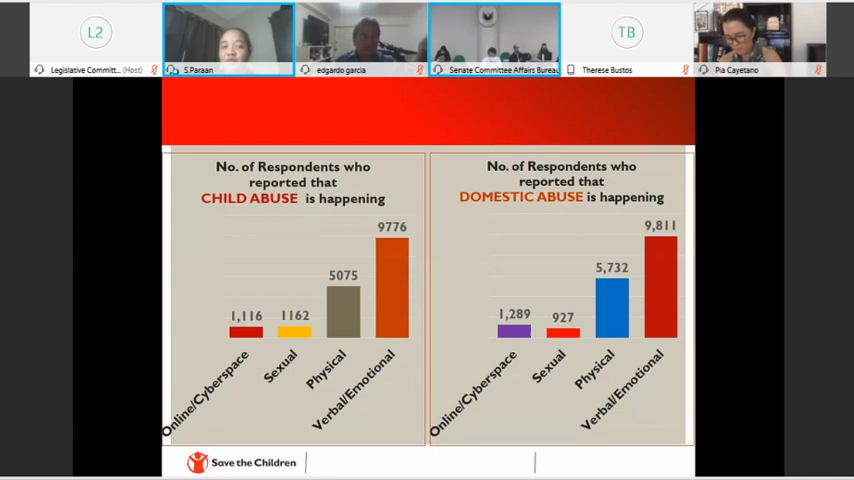 L2
TB
Legislative Committ... (Host)
S.Paraan
edgardo garcia
Senate Committee Affairs Bureau
Therese Bustos
Pia Cayetano
No. of Respondents who
reported that
CHILD ABUSE is happening
9776
5075
1,116
1162
Online/Cyberspace
Sexual
Physical
Verbal/Emotional
No. of Respondents who
reported that
DOMESTIC ABUSE is happening
9,811
5,732
1,289
927
Online/Cyberspace
Sexual
Physical
Verbal/Emotional
Save the Children